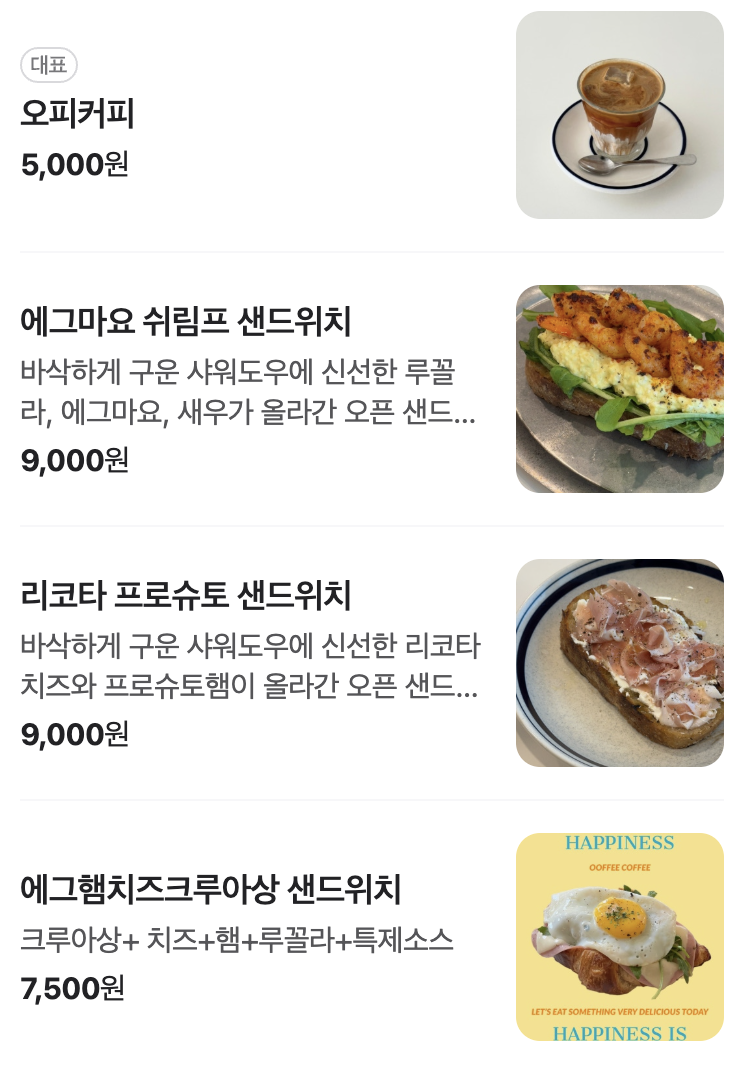 대표
오피커피
5,000원
에그마요 쉬림프 샌드위치
바삭하게 구운 샤워도우에 신선한 루꼴
라, 에그마요, 새우가 올라간 오픈 샌드...
9,000원
리코타 프로슈토 샌드위치
바삭하게 구운 샤워도우에 신선한 리코타
치즈와 프로슈토햄이 올라간 오픈 샌드...
9,000원
에그햄치즈크루아상 샌드위치
크루아상+ 치즈+햄+루꼴라+특제소스
7,500원
HAPPINESS
OOFFEE COFFEE
LET'S EAT SOMETHING VERY DELICIOUS TODAY
HAPPINESS IS